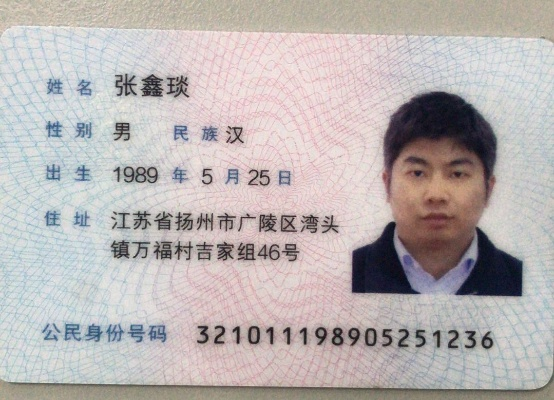 姓名 张鑫琰
性别 男 民族 汉
出生 1989 年 5 月 25 日
住址 江苏省扬州市广陵区湾头
镇万福村吉家组46号
公民身份号码 321011198905251236